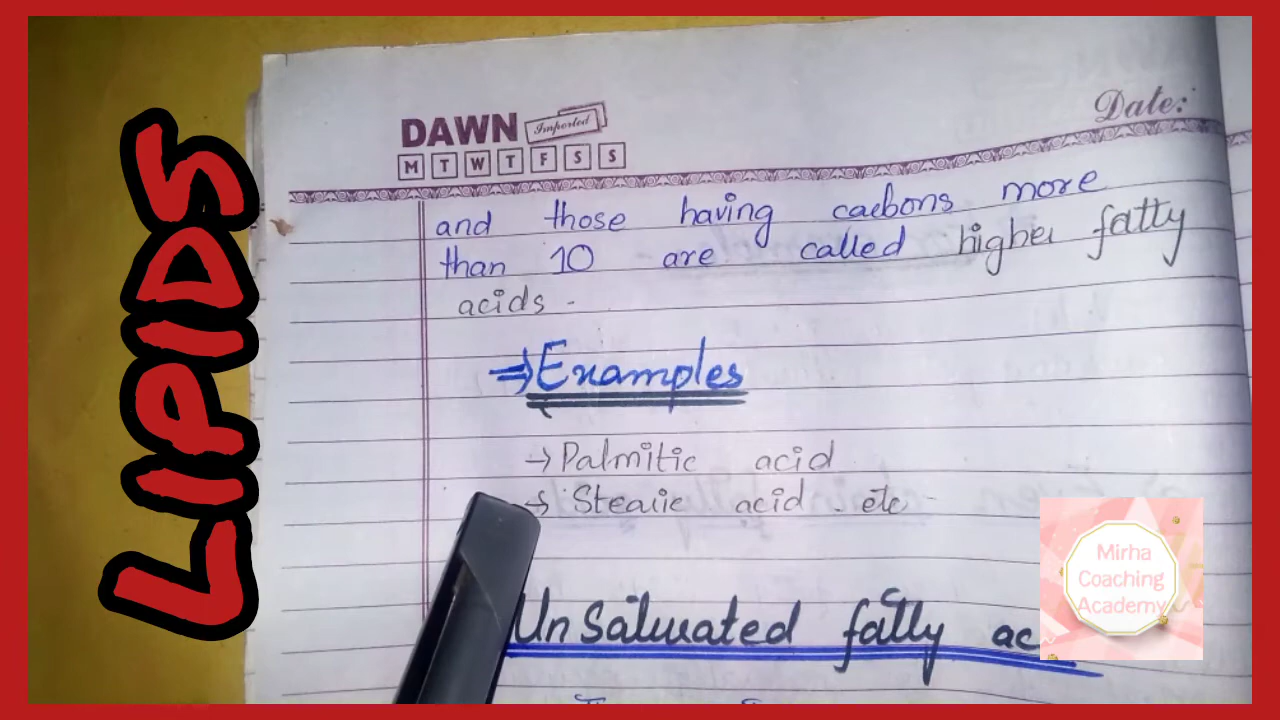 LIPIDS
DAWN Imported
M T W T F S S
Date:
and those having carbons more
than 10 are called higher fatty
acids.
⇒ Examples
→ Palmitic acid
→ Stearic acid. etc
UnSaturated fatty ac
Mirha
Coaching
Academy